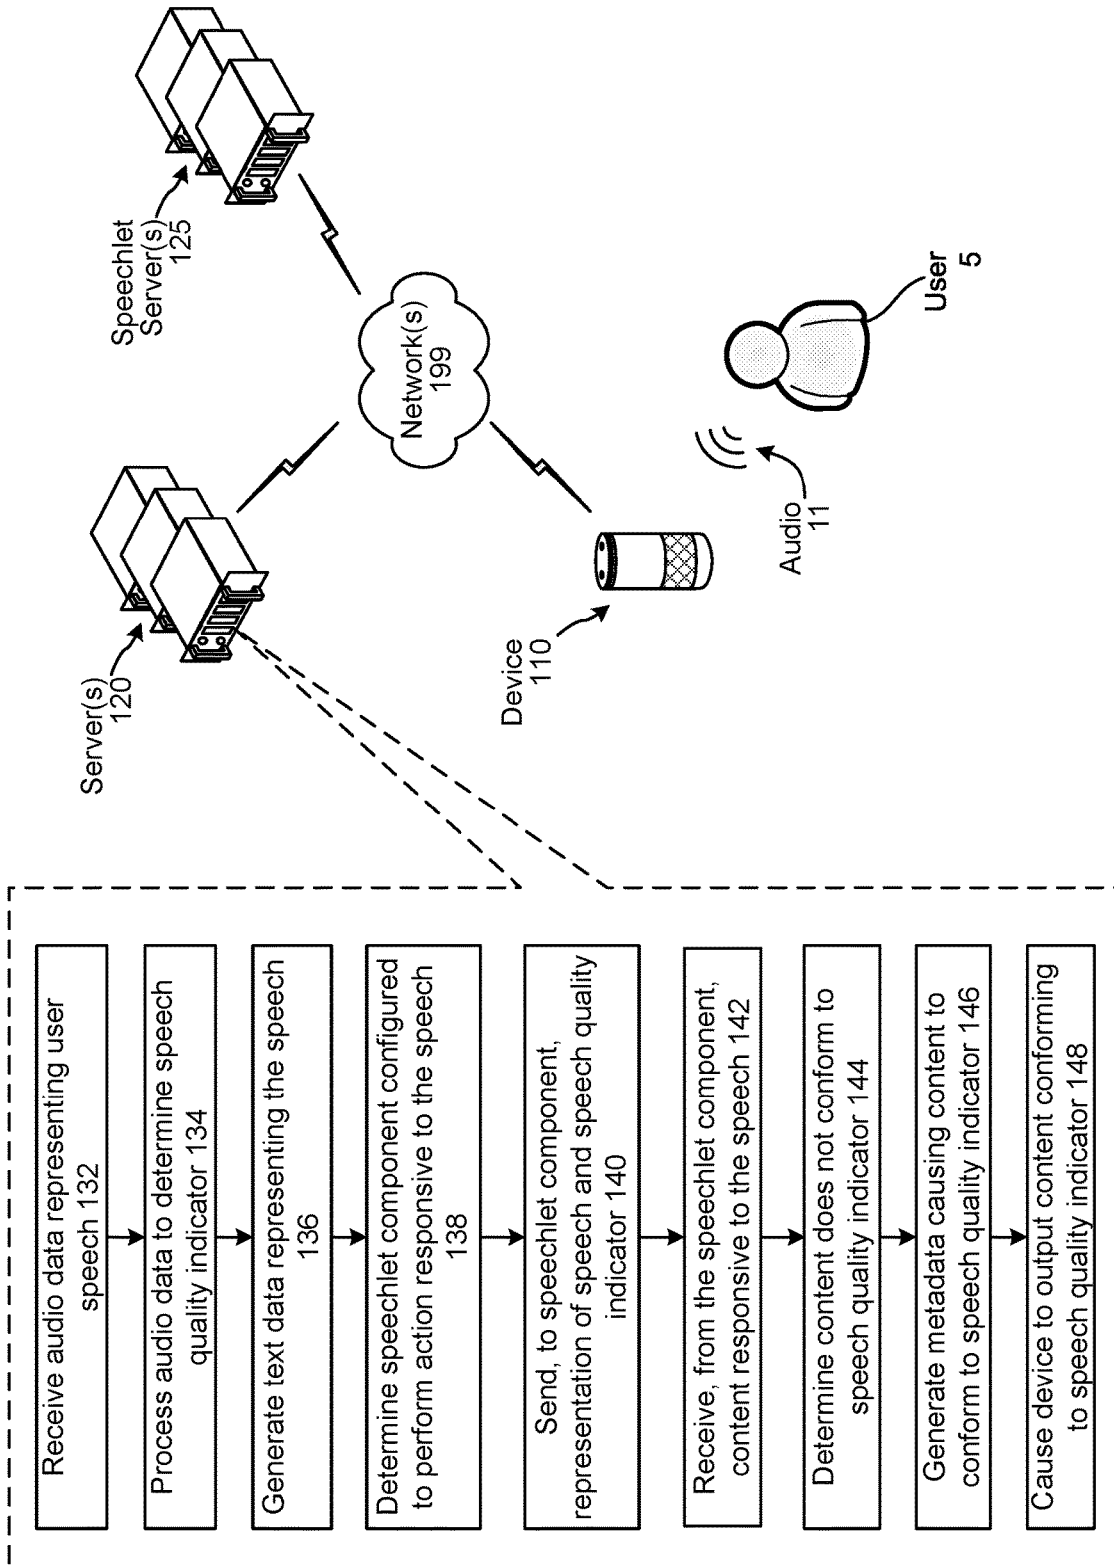 Receive audio data representing user
speech 132
Process audio data to determine speech
quality indicator 134
Generate text data representing the speech
136
Determine speechlet component configured
to perform action responsive to the speech
138
Send, to speechlet component,
representation of speech and speech quality
indicator 140
Receive, from the speechlet component,
content responsive to the speech 142
Determine content does not conform to
speech quality indicator 144
Generate metadata causing content to
conform to speech quality indicator 146
Cause device to output content conforming
to speech quality indicator 148
Server(s)
120
Speechlet
Server(s)
125
Network(s)
199
Device
110
Audio
11
User
5